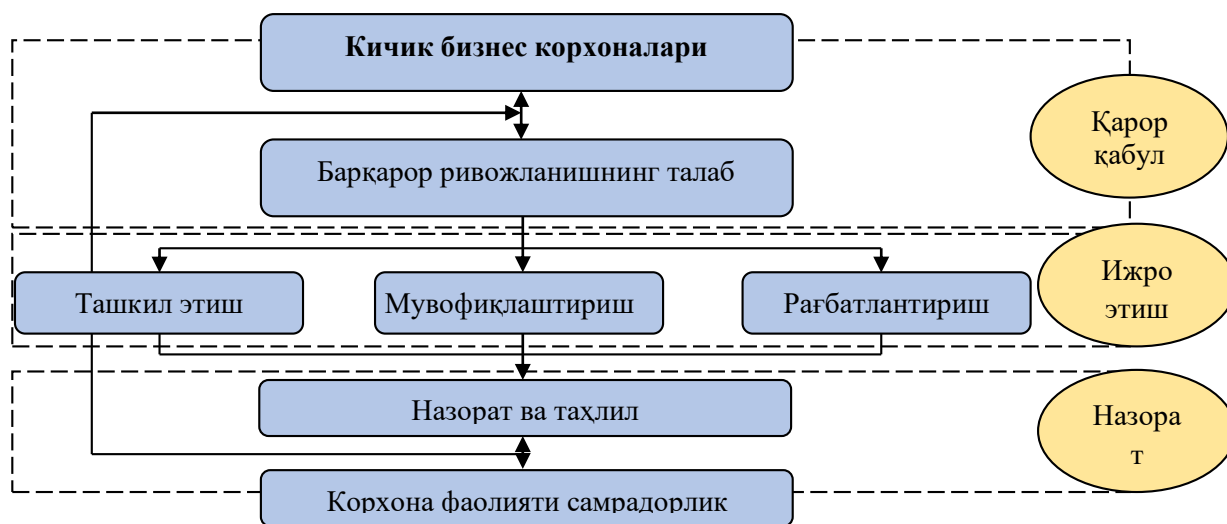 Кичик бизнес корхоналари
Қарор
қабул
Барқарор ривожланишнинг талаб
Ижро
этиш
Ташкил этиш
Мувофиқлаштириш
Рағбатлантириш
Назорат ва таҳлил
Назора
т
Корхона фаолияти самрадорлик